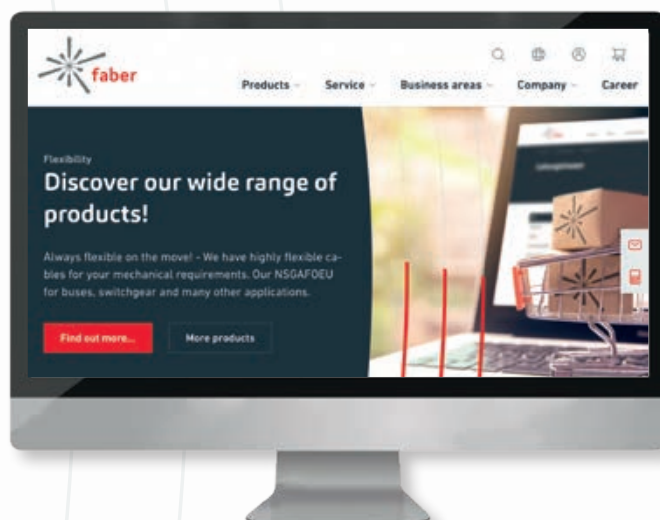 faber
Products
Service
Business areas
Company
Career
Flexibility
Discover our wide range of
products!
Always flexible on the move! - We have highly flexible ca-
bles for your mechanical requirements. Our NSGAFOEU
for buses, switchgear and many other applications.
Find out more...
More products